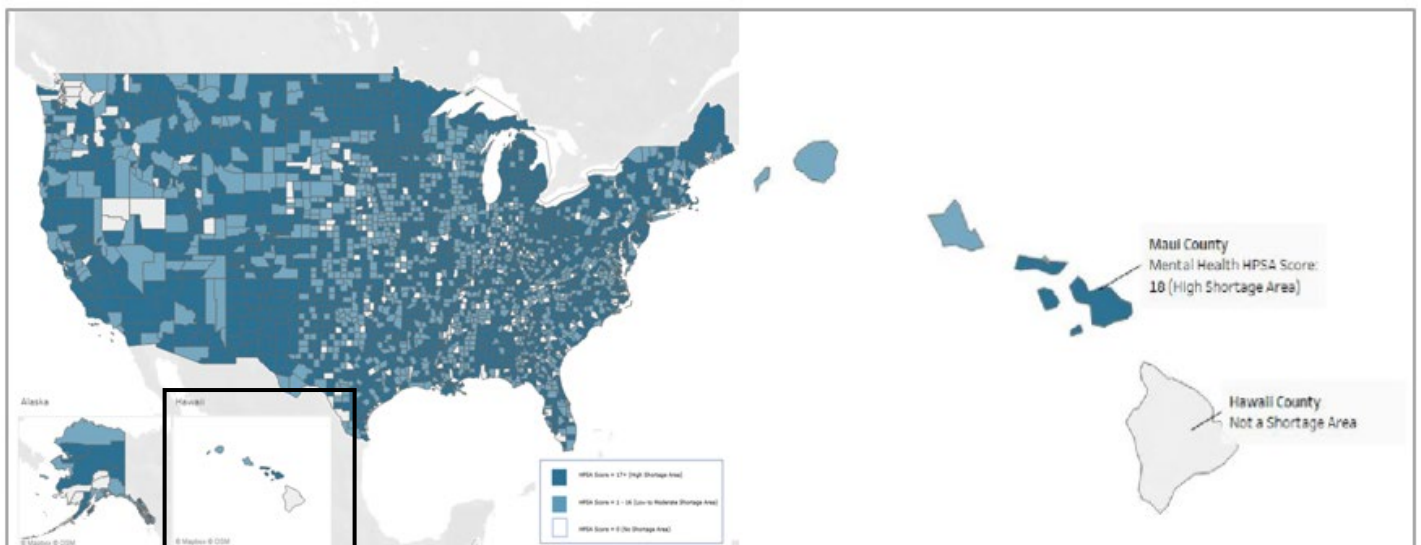 Maui County
Mental Health HPSA Score:
18 (High Shortage Area)
Hawaii County
Not a Shortage Area
Alaska
Hawaii
HPSA Score = 17+ (High Shortage Area)
HPSA Score = 1 - 16 (Low to Moderate Shortage Area)
HPSA Score = 0 (No Shortage Area)
© Mapbox © OSM
© Mapbox © OSM